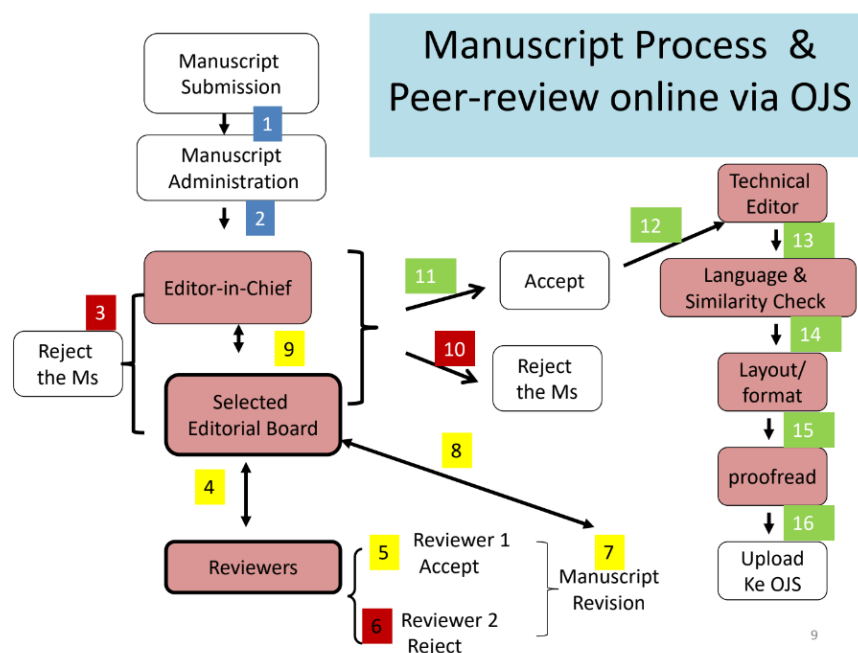 Manuscript Process &
Peer-review online via OJS
Manuscript
Submission
1
Manuscript
Administration
2
Editor-in-Chief
3
Reject
the Ms
9
Selected
Editorial Board
4
8
Reviewers
5
Reviewer 1
Accept
6
Reviewer 2
Reject
7
Manuscript
Revision
10
Reject
the Ms
11
Accept
12
Technical
Editor
13
Language &
Similarity Check
14
Layout/
format
15
proofread
16
Upload
Ke OJS
9